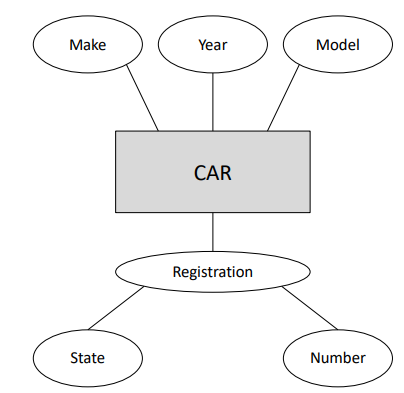 Make
Year
Model
CAR
Registration
State
Number